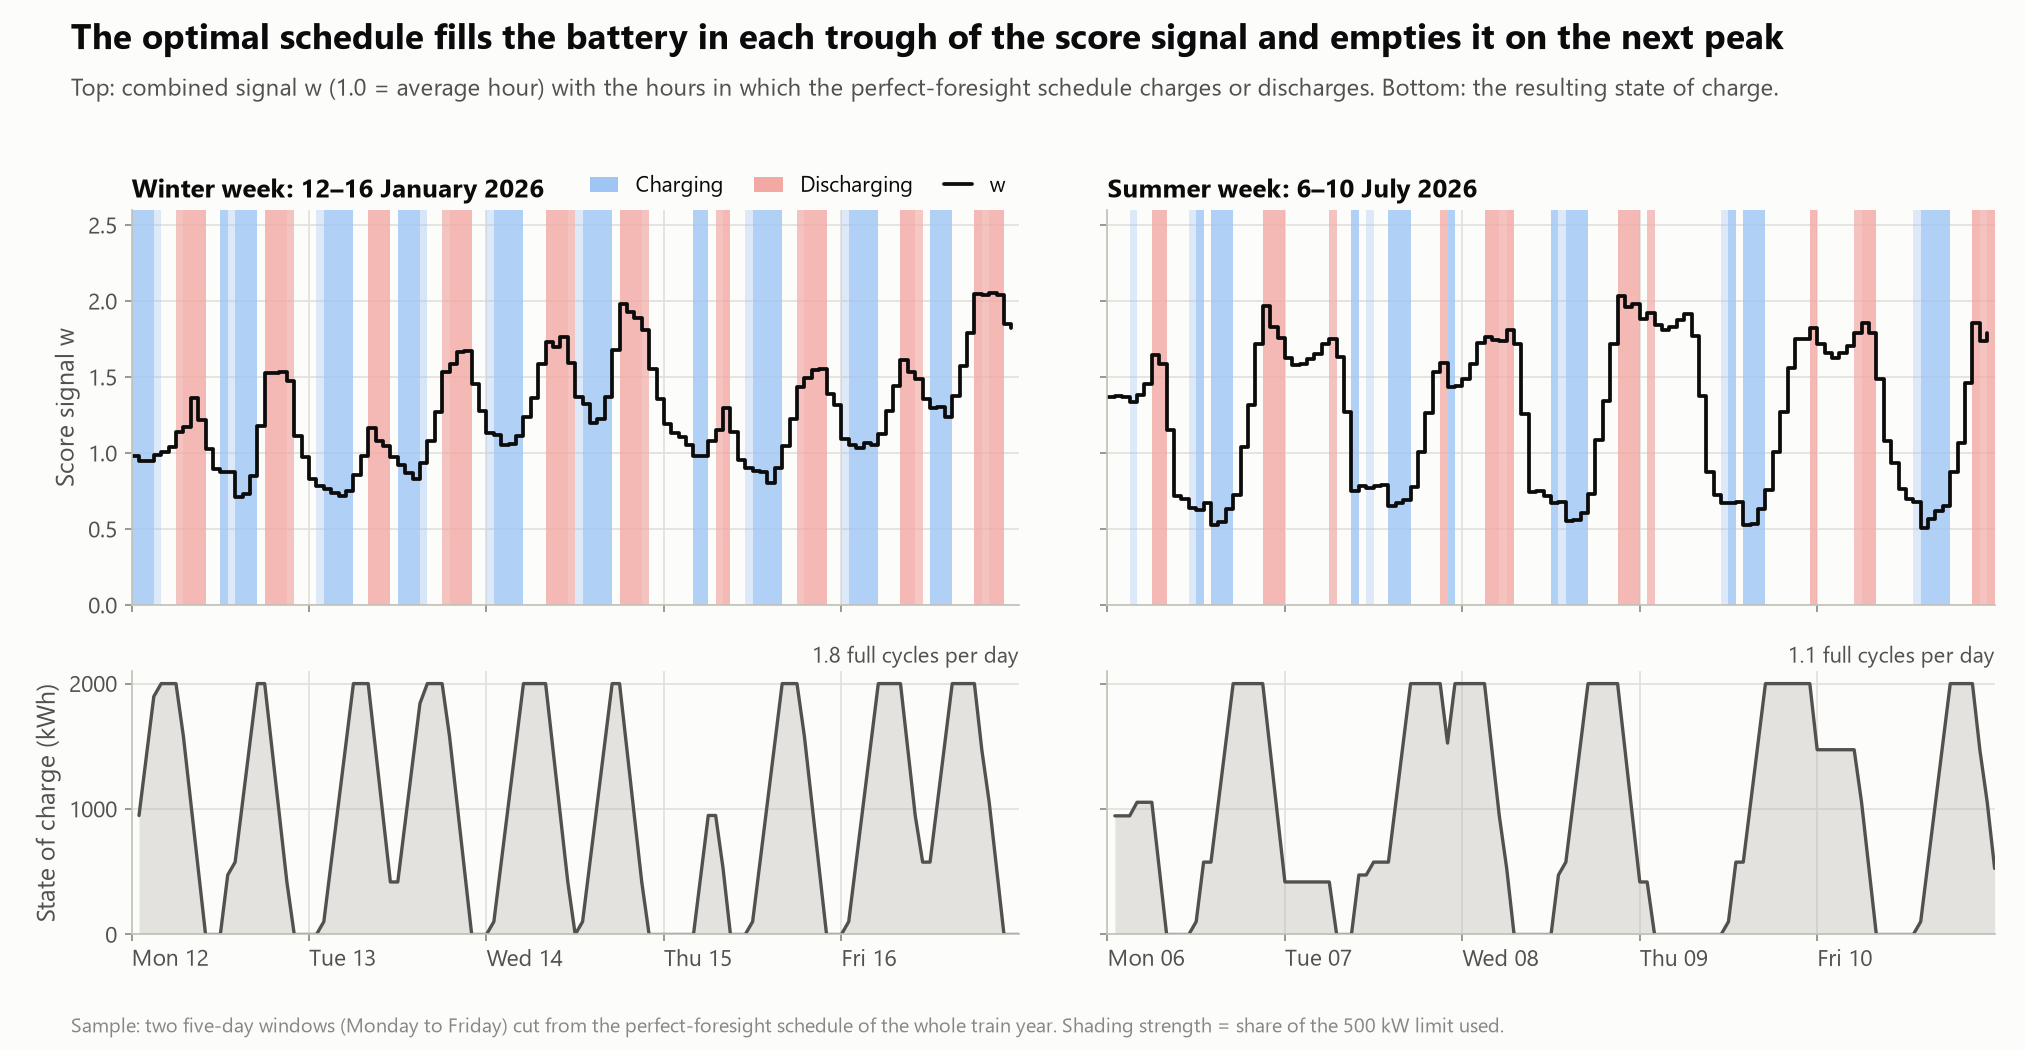 The optimal schedule fills the battery in each trough of the score signal and empties it on the next peak
Top: combined signal w (1.0 = average hour) with the hours in which the perfect-foresight schedule charges or discharges. Bottom: the resulting state of charge.
Winter week: 12–16 January 2026
Charging
Discharging
w
Summer week: 6–10 July 2026
Score signal w
2.5
2.0
1.5
1.0
0.5
0.0
1.8 full cycles per day
1.1 full cycles per day
State of charge (kWh)
2000
1000
0
Mon 12
Tue 13
Wed 14
Thu 15
Fri 16
Mon 06
Tue 07
Wed 08
Thu 09
Fri 10
Sample: two five-day windows (Monday to Friday) cut from the perfect-foresight schedule of the whole train year. Shading strength = share of the 500 kW limit used.